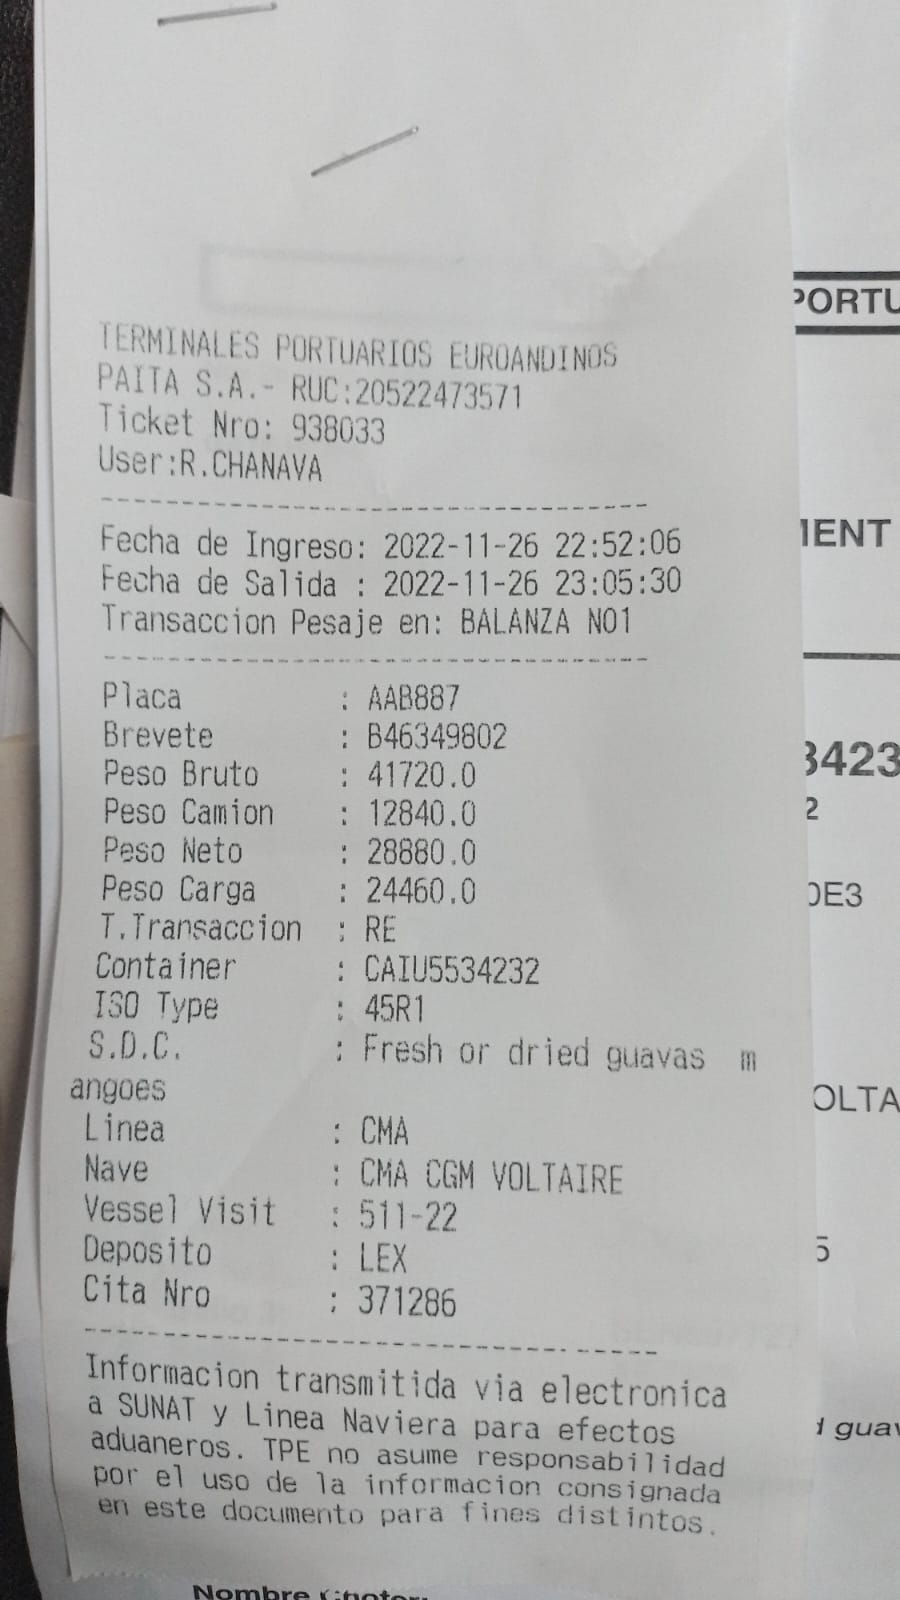 TERMINALES PORTUARIOS EUROANDINOS
PAITA S.A.- RUC:20522473571
Ticket Nro: 938033
User:R.CHANAVA
Fecha de Ingreso: 2022-11-26 22:52:06
Fecha de Salida : 2022-11-26 23:05:30
Transaccion Pesaje en: BALANZA NO1
Placa : AAB887
Brevete : B46349802
Peso Bruto : 41720.0
Peso Camion : 12840.0
Peso Neto : 28880.0
Peso Carga : 24460.0
T.Transaccion : RE
Container : CAIU5534232
ISO Type : 45R1
S.D.C. : Fresh or dried guavas m
angoes
Linea : CMA
Nave : CMA CGM VOLTAIRE
Vessel Visit : 511-22
Deposito : LEX
Cita Nro : 371286
Informacion transmitida via electronica
a SUNAT y Linea Naviera para efectos
aduaneros. TPE no asume responsabilidad
por el uso de la informacion consignada
en este documento para fines distintos.
PORTU
MENT
3423
2
0E3
OLTA
5
d guav
Nombre